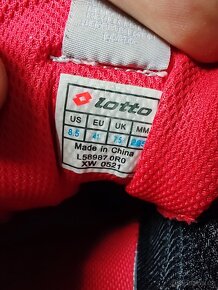 lotto
US EU UK MM
8.5 41 7.5 265
Made in China
L58987 0R0
XW 0521